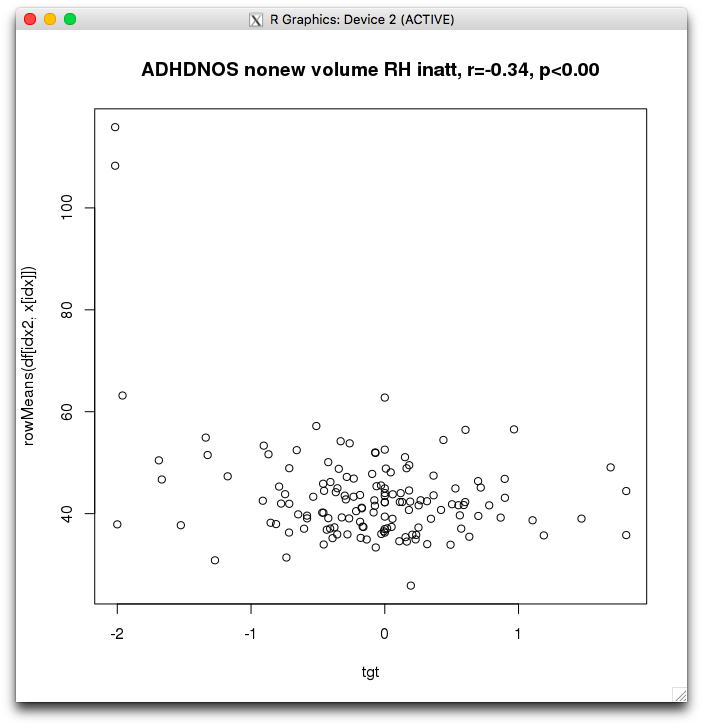 R Graphics: Device 2 (ACTIVE)
ADHDNOS nonew volume RH inatt, r=-0.34, p<0.00
rowMeans(df[idx2, x[idx]])
100
80
60
40
-2 -1 0 1
tgt